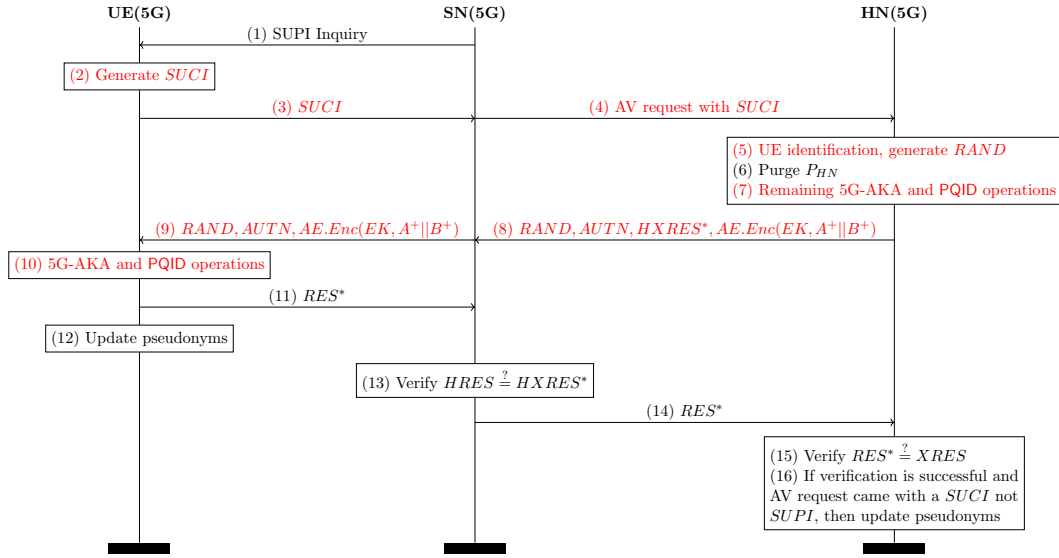 UE(5G) SN(5G) HN(5G)
(1) SUPI Inquiry
(2) Generate SUCI
(3) SUCI
(4) AV request with SUCI
(5) UE identification, generate RAND
(6) Purge P_{HN}
(7) Remaining 5G-AKA and PQID operations
(9) RAND, AUTN, AE.Enc(EK, A⁺||B⁺)
(8) RAND, AUTN, HXRES*, AE.Enc(EK, A⁺||B⁺)
(10) 5G-AKA and PQID operations
(11) RES*
(12) Update pseudonyms
(13) Verify HRES ≟ HXRES*
(14) RES*
(15) Verify RES* ≟ XRES
(16) If verification is successful and
AV request came with a SUCI not
SUPI, then update pseudonyms